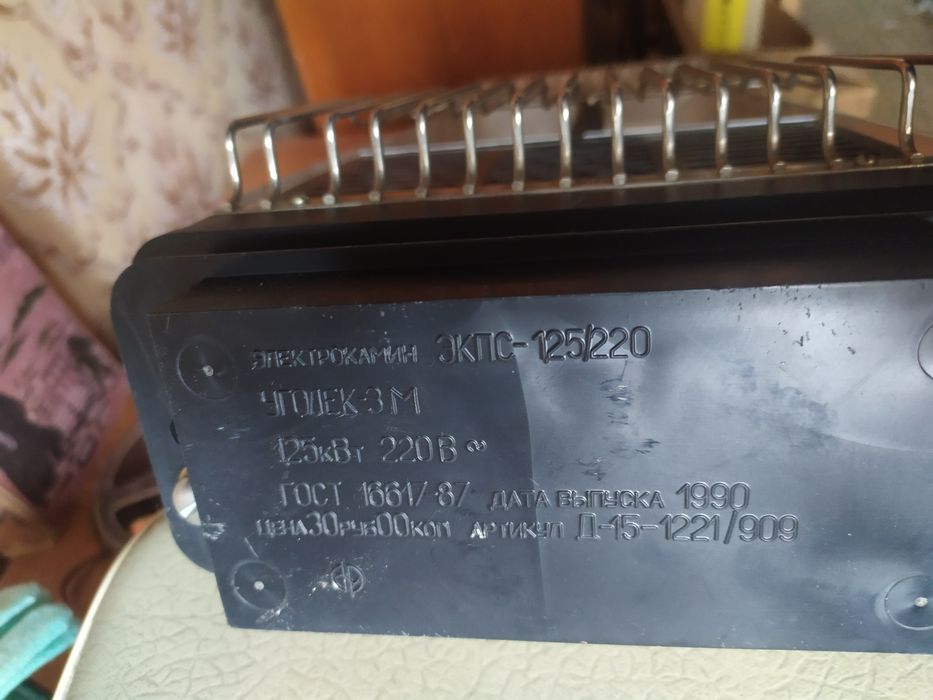 ЭЛЕКТРОКАМИН ЭКПС-1,25/220
УГОЛЕК-3М
1,25кВт 220В ~
ГОСТ 16617-87 ДАТА ВЫПУСКА 1990
ЦЕНА 30РУБ00КОП АРТИКУЛ Д-15-1221/909